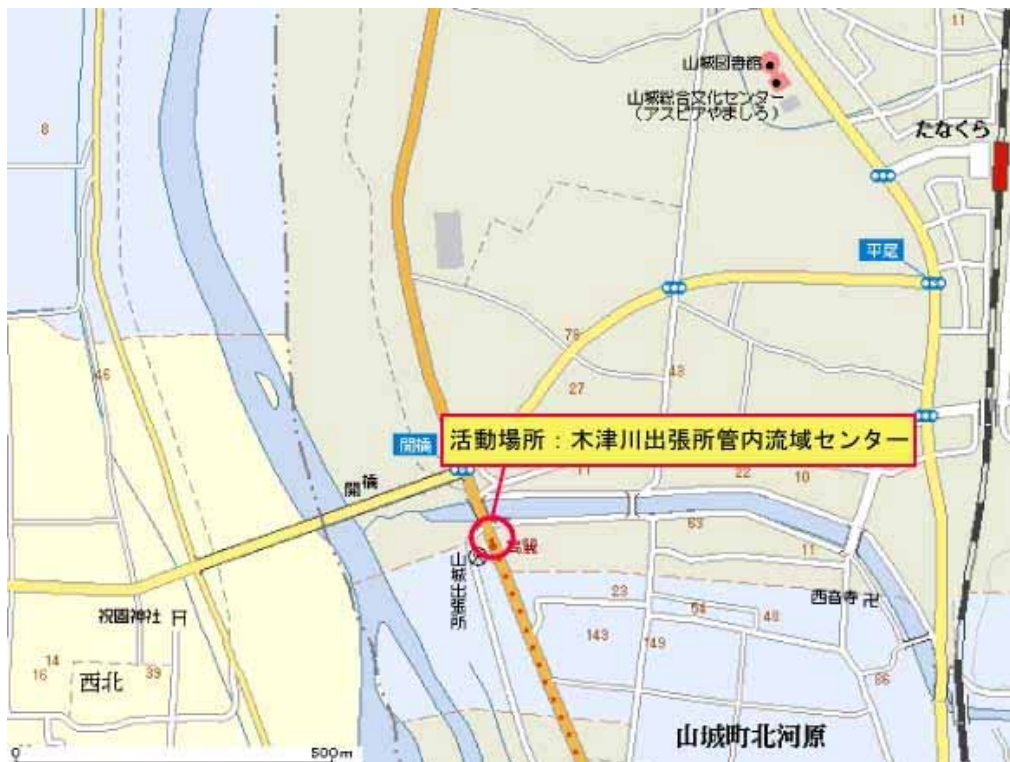 11
山城図書館
山城総合文化センター
(アスピアやましろ)
たなくら
8
平尾
76
46
43
27
開橋
活動場所：木津川出張所管内流域センター
11
22
10
開橋
63
11
山城出張所
23
西音寺
祝園神社
58
48
143
149
14
16
39
西北
86
山城町北河原
0
500m